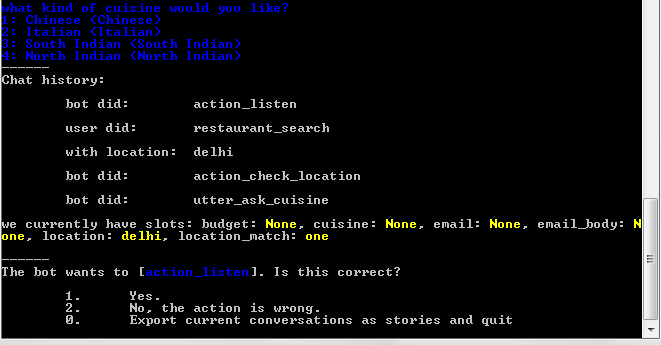 what kind of cuisine would you like?
1: Chinese (Chinese)
2: Italian (Italian)
3: South Indian (South Indian)
4: North Indian (North Indian)
------
Chat history:
bot did: action_listen
user did: restaurant_search
with location: delhi
bot did: action_check_location
bot did: utter_ask_cuisine
we currently have slots: budget: None, cuisine: None, email: None, email_body: N
one, location: delhi, location_match: one
------
The bot wants to [action_listen]. Is this correct?
1. Yes.
2. No, the action is wrong.
0. Export current conversations as stories and quit